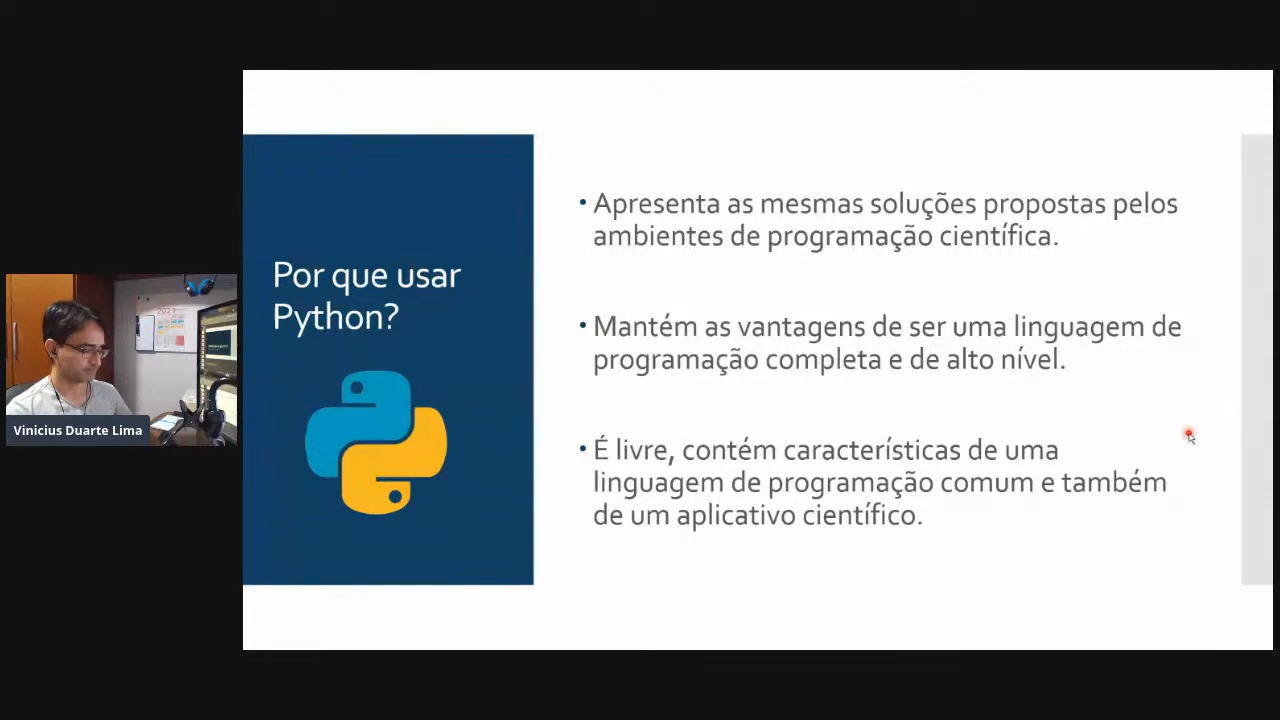 Por que usar
Python?
• Apresenta as mesmas soluções propostas pelos
ambientes de programação científica.
• Mantém as vantagens de ser uma linguagem de
programação completa e de alto nível.
• É livre, contém características de uma
linguagem de programação comum e também
de um aplicativo científico.
2021
Vinicius Duarte Lima